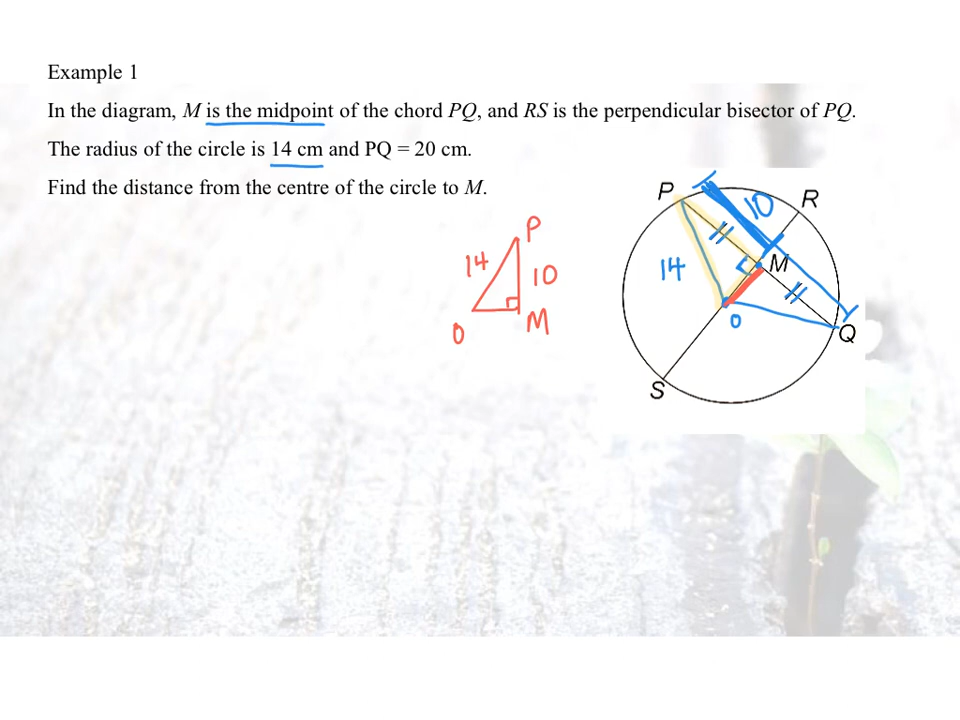 Example 1
In the diagram, M is the midpoint of the chord PQ, and RS is the perpendicular bisector of PQ.
The radius of the circle is 14 cm and PQ = 20 cm.
Find the distance from the centre of the circle to M.
P
14
10
O
M
P
10
R
14
M
O
Q
S